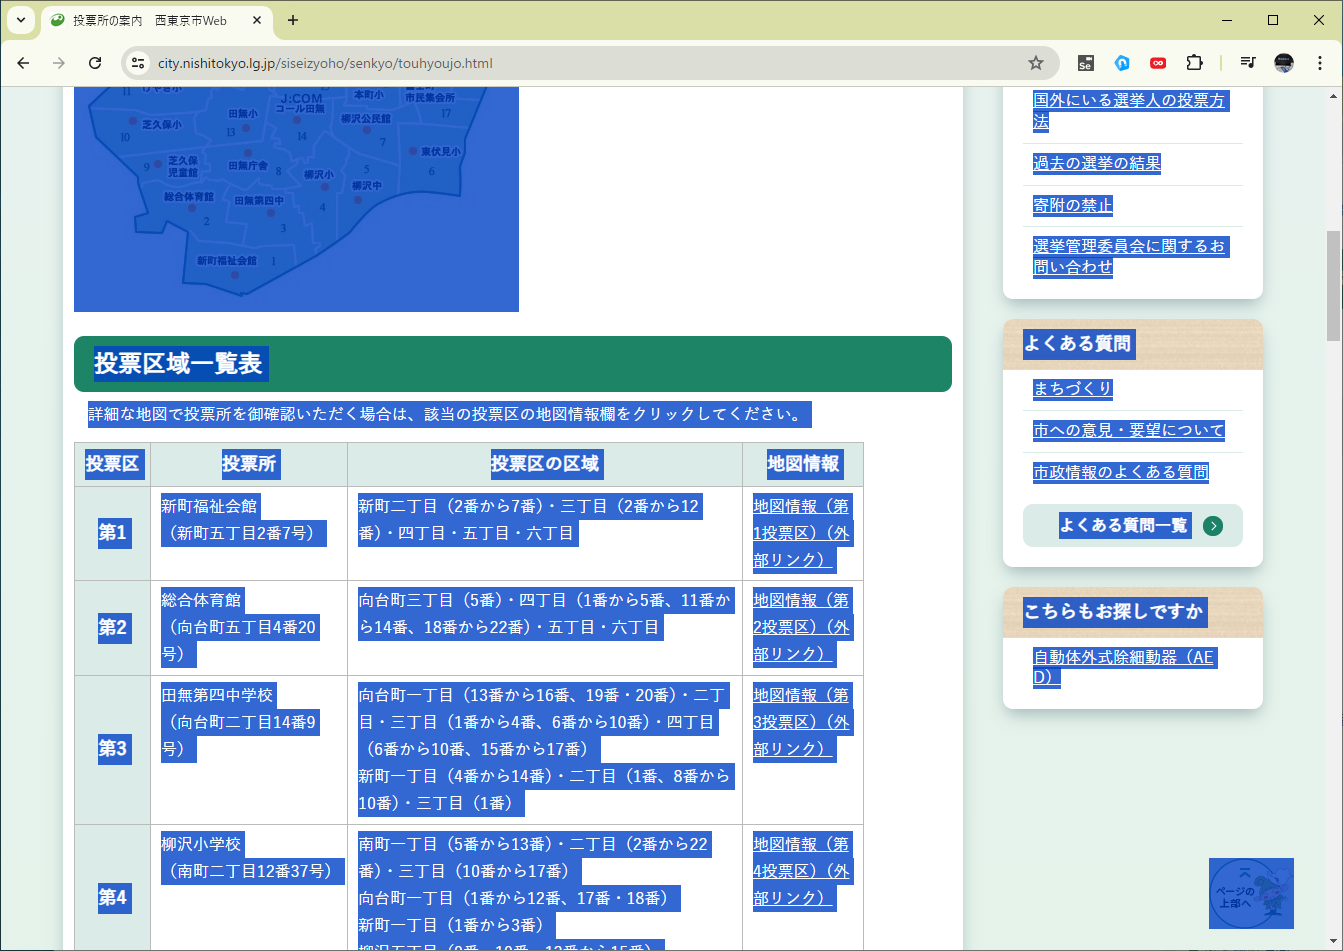 投票所の案内　西東京市Web
city.nishitokyo.lg.jp/siseizyoho/senkyo/touhyoujo.html
Se
11
けやき小
J:COM
コール田無
本町小
市民集会所
17
田無小
13
14
柳沢公民館
7
芝久保小
10
東伏見小
6
9
芝久保
児童館
田無庁舎
8
柳沢小
5
柳沢中
総合体育館
2
田無第四中
3
4
新町福祉会館
1
投票区域一覧表
詳細な地図で投票所を御確認いただく場合は、該当の投票区の地図情報欄をクリックしてください。
投票区 投票所 投票区の区域 地図情報
第1
新町福祉会館
（新町五丁目2番7号）
新町二丁目（2番から7番）・三丁目（2番から12
番）・四丁目・五丁目・六丁目
地図情報（第
1投票区）（外
部リンク）
第2
総合体育館
（向台町五丁目4番20
号）
向台町三丁目（5番）・四丁目（1番から5番、11番か
ら14番、18番から22番）・五丁目・六丁目
地図情報（第
2投票区）（外
部リンク）
第3
田無第四中学校
（向台町二丁目14番9
号）
向台町一丁目（13番から16番、19番・20番）・二丁
目・三丁目（1番から4番、6番から10番）・四丁目
（6番から10番、15番から17番）
新町一丁目（4番から14番）・二丁目（1番、8番から
10番）・三丁目（1番）
地図情報（第
3投票区）（外
部リンク）
第4
柳沢小学校
（南町二丁目12番37号）
南町一丁目（5番から13番）・二丁目（2番から22
番）・三丁目（10番から17番）
向台町一丁目（1番から12番、17番・18番）
新町一丁目（1番から3番）
地図情報（第
4投票区）（外
部リンク）
国外にいる選挙人の投票方
法
過去の選挙の結果
寄附の禁止
選挙管理委員会に関するお
問い合わせ
よくある質問
まちづくり
市への意見・要望について
市政情報のよくある質問
よくある質問一覧
こちらもお探しですか
自動体外式除細動器（AE
D）
ページの
上部へ